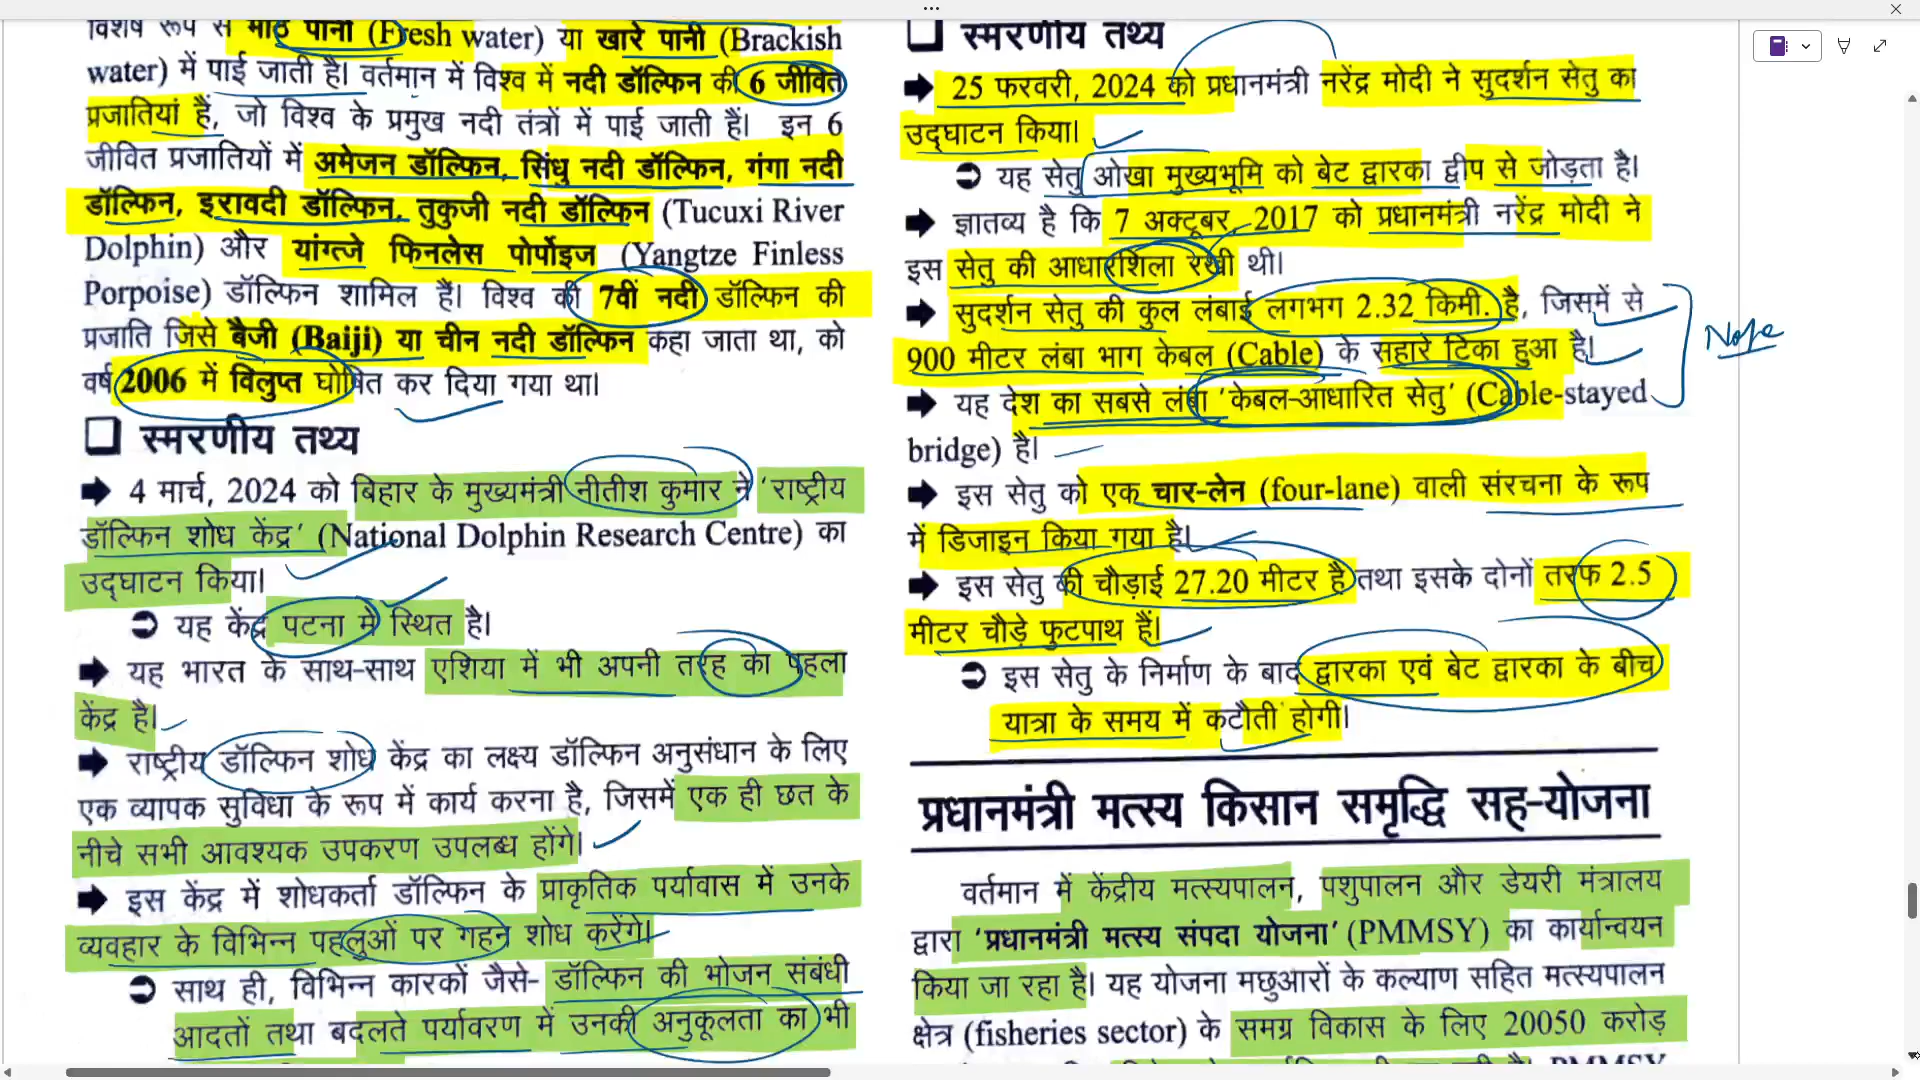 विशेष रूप से मीठे पानी (Fresh water) या खारे पानी (Brackish
water) में पाई जाती है। वर्तमान में विश्व में नदी डॉल्फिन की 6 जीवित
प्रजातियां हैं, जो विश्व के प्रमुख नदी तंत्रों में पाई जाती हैं। इन 6
जीवित प्रजातियों में अमेजन डॉल्फिन, सिंधु नदी डॉल्फिन, गंगा नदी
डॉल्फिन, इरावदी डॉल्फिन, तुकुजी नदी डॉल्फिन (Tucuxi River
Dolphin) और यांग्त्जे फिनलेस पोर्पोइज (Yangtze Finless
Porpoise) डॉल्फिन शामिल हैं। विश्व की 7वीं नदी डॉल्फिन की
प्रजाति जिसे बैजी (Baiji) या चीन नदी डॉल्फिन कहा जाता था, को
वर्ष 2006 में विलुप्त घोषित कर दिया गया था।
स्मरणीय तथ्य
4 मार्च, 2024 को बिहार के मुख्यमंत्री नीतीश कुमार ने 'राष्ट्रीय
डॉल्फिन शोध केंद्र' (National Dolphin Research Centre) का
उद्घाटन किया।
यह केंद्र पटना में स्थित है।
यह भारत के साथ-साथ एशिया में भी अपनी तरह का पहला
केंद्र है।
राष्ट्रीय डॉल्फिन शोध केंद्र का लक्ष्य डॉल्फिन अनुसंधान के लिए
एक व्यापक सुविधा के रूप में कार्य करना है, जिसमें एक ही छत के
नीचे सभी आवश्यक उपकरण उपलब्ध होंगे।
इस केंद्र में शोधकर्ता डॉल्फिन के प्राकृतिक पर्यावास में उनके
व्यवहार के विभिन्न पहलुओं पर गहन शोध करेंगे।
साथ ही, विभिन्न कारकों जैसे- डॉल्फिन की भोजन संबंधी
आदतों तथा बदलते पर्यावरण में उनकी अनुकूलता का भी
स्मरणीय तथ्य
25 फरवरी, 2024 को प्रधानमंत्री नरेंद्र मोदी ने सुदर्शन सेतु का
उद्घाटन किया।
यह सेतु ओखा मुख्यभूमि को बेट द्वारका द्वीप से जोड़ता है।
ज्ञातव्य है कि 7 अक्टूबर, 2017 को प्रधानमंत्री नरेंद्र मोदी ने
इस सेतु की आधारशिला रखी थी।
सुदर्शन सेतु की कुल लंबाई लगभग 2.32 किमी. है, जिसमें से
900 मीटर लंबा भाग केबल (Cable) के सहारे टिका हुआ है।
यह देश का सबसे लंबा 'केबल-आधारित सेतु' (Cable-stayed
bridge) है।
इस सेतु को एक चार-लेन (four-lane) वाली संरचना के रूप
में डिजाइन किया गया है।
इस सेतु की चौड़ाई 27.20 मीटर है तथा इसके दोनों तरफ 2.5
मीटर चौड़े फुटपाथ हैं।
इस सेतु के निर्माण के बाद द्वारका एवं बेट द्वारका के बीच
यात्रा के समय में कटौती होगी।
प्रधानमंत्री मत्स्य किसान समृद्धि सह-योजना
वर्तमान में केंद्रीय मत्स्यपालन, पशुपालन और डेयरी मंत्रालय
द्वारा 'प्रधानमंत्री मत्स्य संपदा योजना' (PMMSY) का कार्यान्वयन
किया जा रहा है। यह योजना मछुआरों के कल्याण सहित मत्स्यपालन
क्षेत्र (fisheries sector) के समग्र विकास के लिए 20050 करोड़